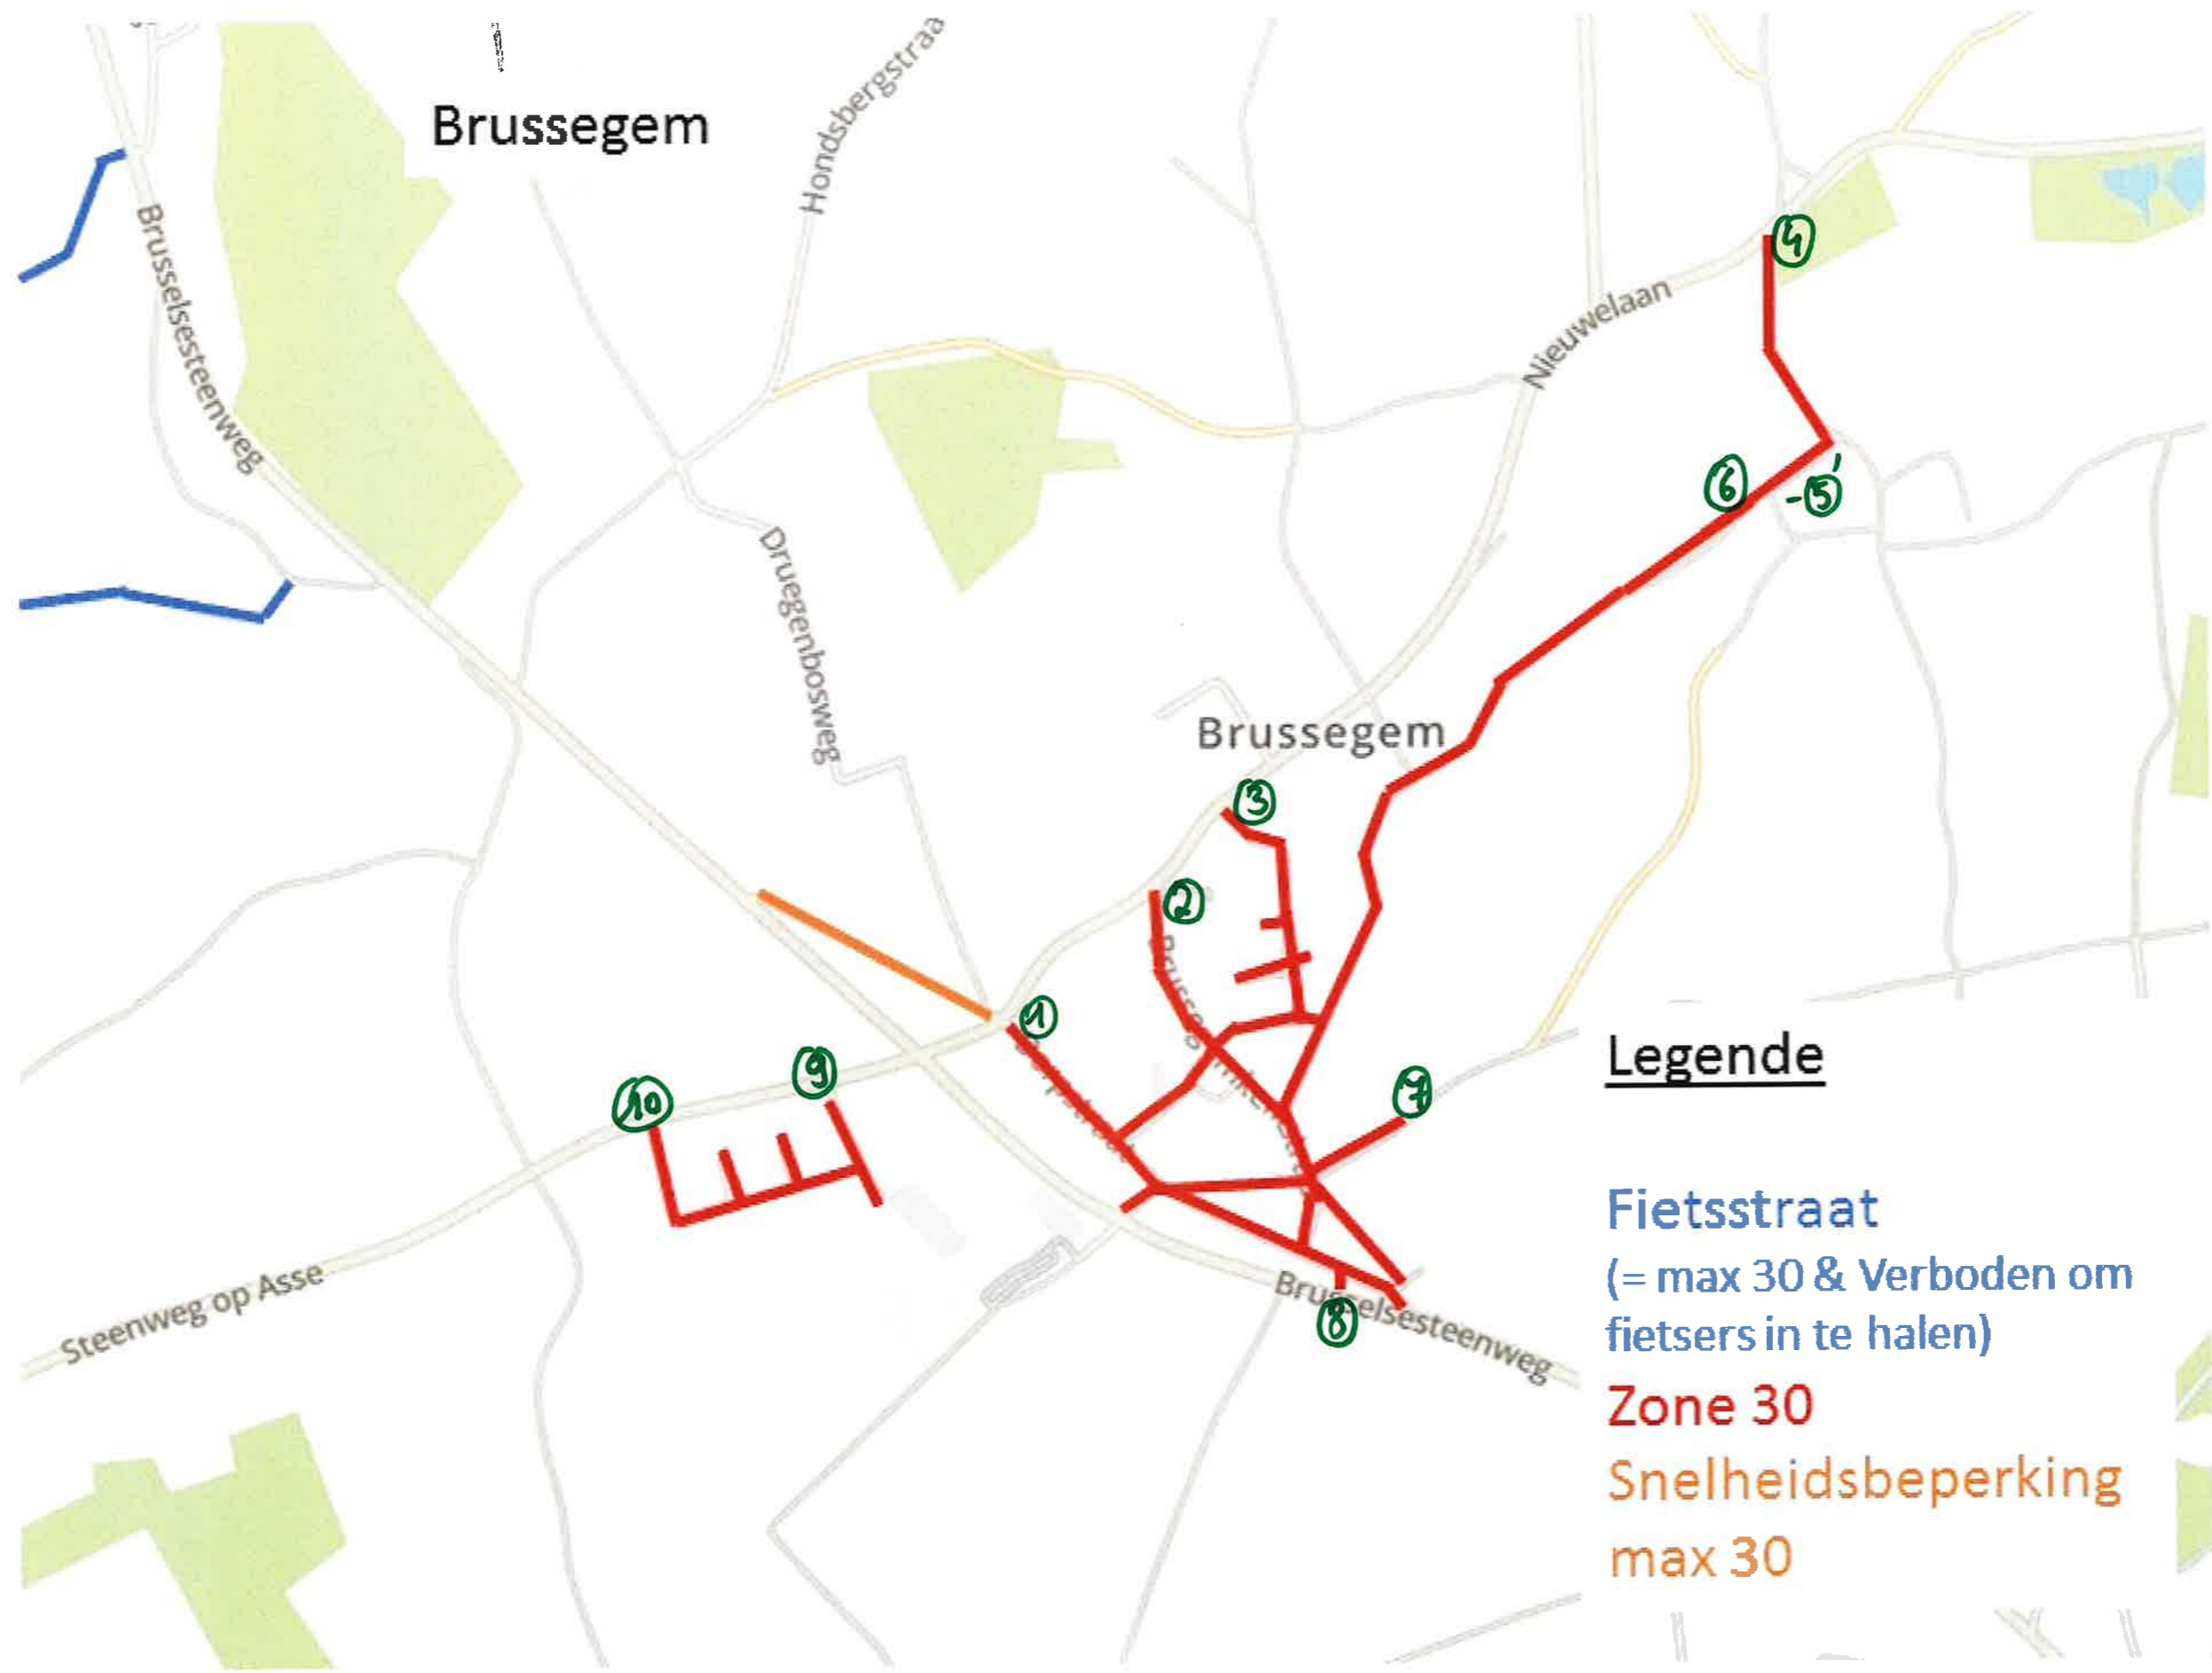 Brussegem
Hondsbergstraa
Brusselsesteenweg
Nieuwelaan
4
6
-5
Druegenbosweg
Brussegem
3
2
1
9
10
7
8
Steenweg op Asse
Brusselsesteenweg
Legende
Fietsstraat
(= max 30 & Verboden om
fietsers in te halen)
Zone 30
Snelheidsbeperking
max 30